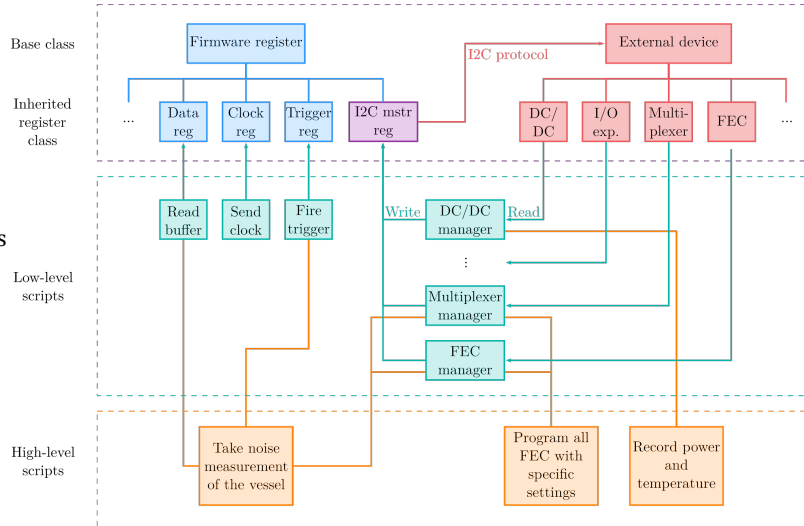 Base class
Firmware register
External device
I2C protocol
Inherited
register
class
...
Data
reg
Clock
reg
Trigger
reg
I2C mstr
reg
DC/
DC
I/O
exp.
Multi-
plexer
FEC
...
s
Read
buffer
Send
clock
Fire
trigger
Write
DC/DC
manager
Read
⋮
Low-level
scripts
Multiplexer
manager
FEC
manager
High-level
scripts
Take noise
measurement
of the vessel
Program all
FEC with
specific
settings
Record power
and
temperature